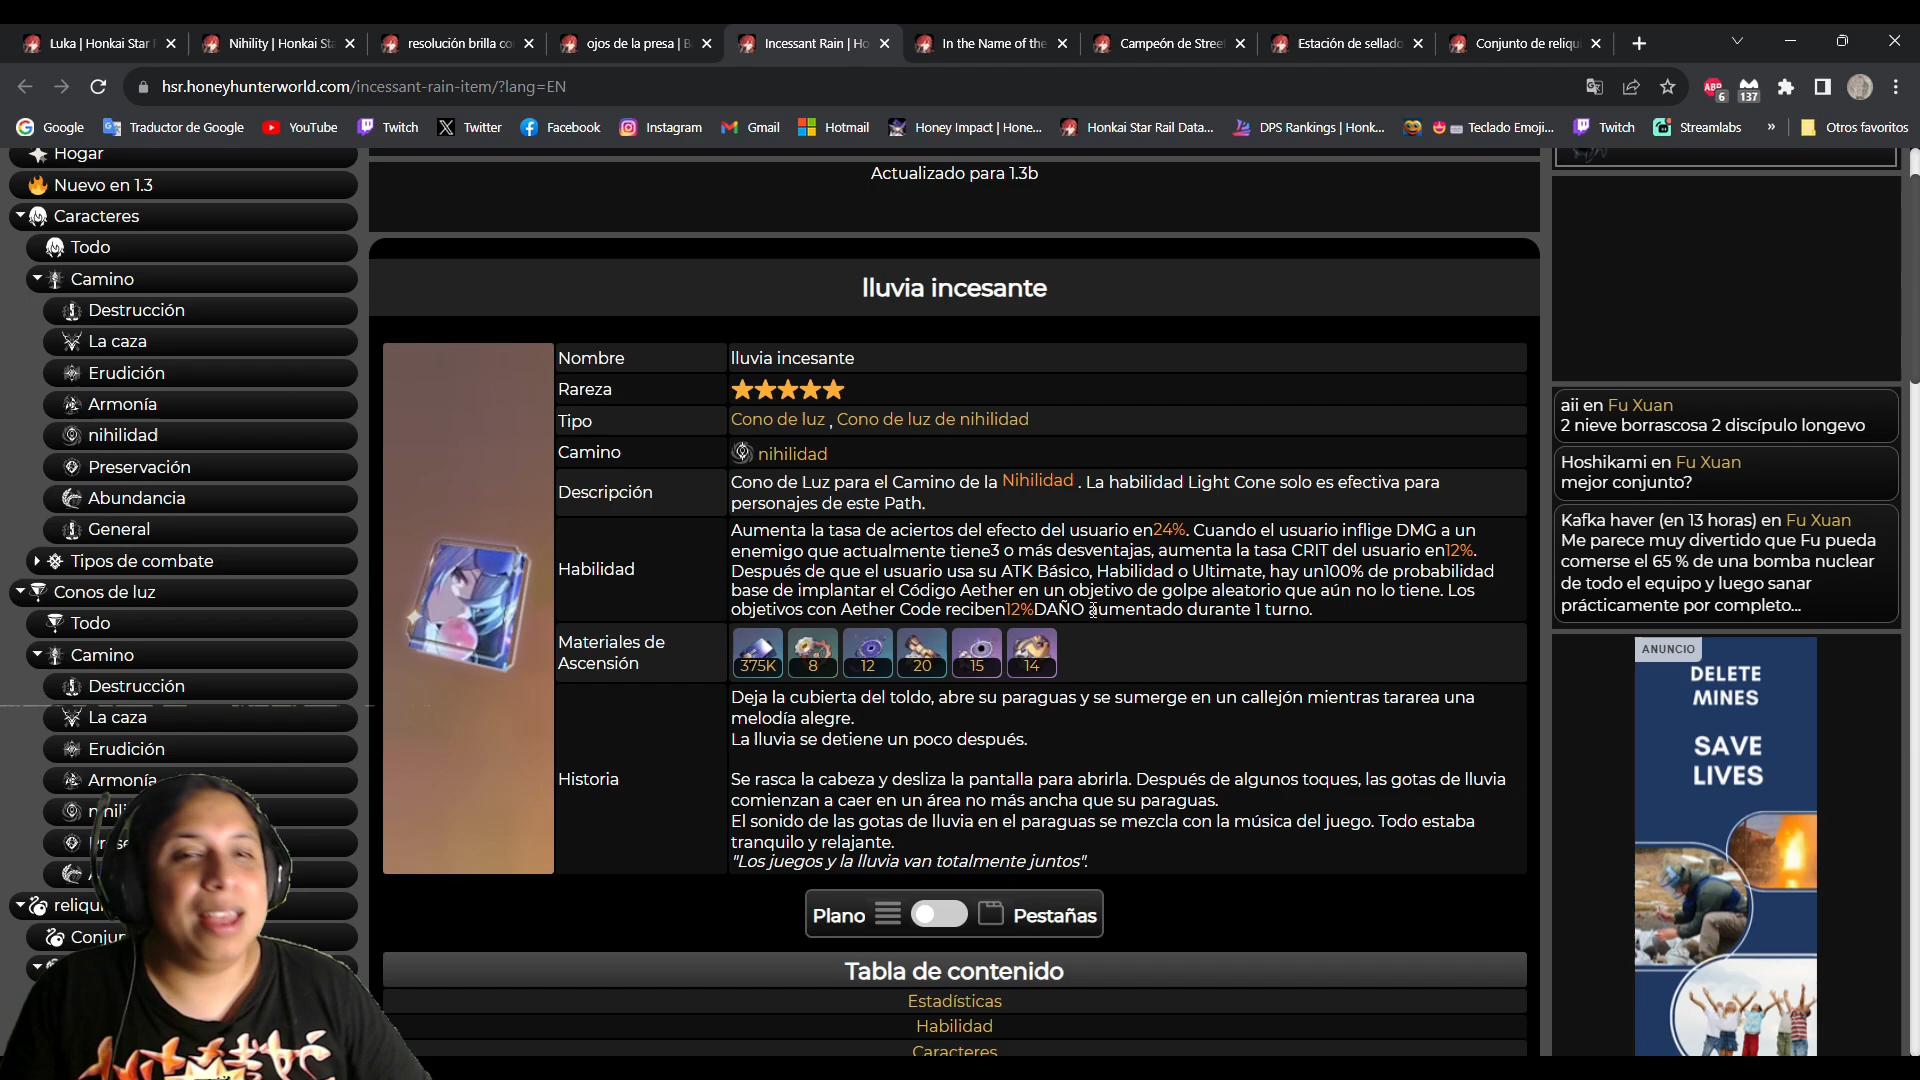 Luka | Honkai Star
Nihility | Honkai Sta
resolución brilla co
ojos de la presa | B
Incessant Rain | Ho
In the Name of the
Campeón de Stree
Estación de sellado
Conjunto de reliqu
hsr.honeyhunterworld.com/incessant-rain-item/?lang=EN
ABP
6
137
Google
Traductor de Google
YouTube
Twitch
Twitter
Facebook
Instagram
Gmail
Hotmail
Honey Impact | Hone...
Honkai Star Rail Data...
DPS Rankings | Honk...
Teclado Emoji...
Twitch
Streamlabs
»
Otros favoritos
Hogar
Nuevo en 1.3
Caracteres
Todo
Camino
Destrucción
La caza
Erudición
Armonía
nihilidad
Preservación
Abundancia
General
Tipos de combate
Conos de luz
Todo
Camino
Destrucción
La caza
Erudición
Armonía
Actualizado para 1.3b
lluvia incesante
Nombre
lluvia incesante
Rareza
Tipo
Cono de luz , Cono de luz de nihilidad
Camino
nihilidad
Descripción
Cono de Luz para el Camino de la Nihilidad . La habilidad Light Cone solo es efectiva para
personajes de este Path.
Habilidad
Aumenta la tasa de aciertos del efecto del usuario en24%. Cuando el usuario inflige DMG a un
enemigo que actualmente tiene3 o más desventajas, aumenta la tasa CRIT del usuario en12%.
Después de que el usuario usa su ATK Básico, Habilidad o Ultimate, hay un100% de probabilidad
base de implantar el Código Aether en un objetivo de golpe aleatorio que aún no lo tiene. Los
objetivos con Aether Code reciben12%DAÑO aumentado durante 1 turno.
Materiales de
Ascensión
375K
8
12
20
15
14
Historia
Deja la cubierta del toldo, abre su paraguas y se sumerge en un callejón mientras tararea una
melodía alegre.
La lluvia se detiene un poco después.
Se rasca la cabeza y desliza la pantalla para abrirla. Después de algunos toques, las gotas de lluvia
comienzan a caer en un área no más ancha que su paraguas.
El sonido de las gotas de lluvia en el paraguas se mezcla con la música del juego. Todo estaba
tranquilo y relajante.
"Los juegos y la lluvia van totalmente juntos".
Plano
Pestañas
Tabla de contenido
Estadísticas
Habilidad
Caracteres
aii en Fu Xuan
2 nieve borrascosa 2 discípulo longevo
Hoshikami en Fu Xuan
mejor conjunto?
Kafka haver (en 13 horas) en Fu Xuan
Me parece muy divertido que Fu pueda
comerse el 65 % de una bomba nuclear
de todo el equipo y luego sanar
prácticamente por completo...
ANUNCIO
DELETE
MINES
SAVE
LIVES